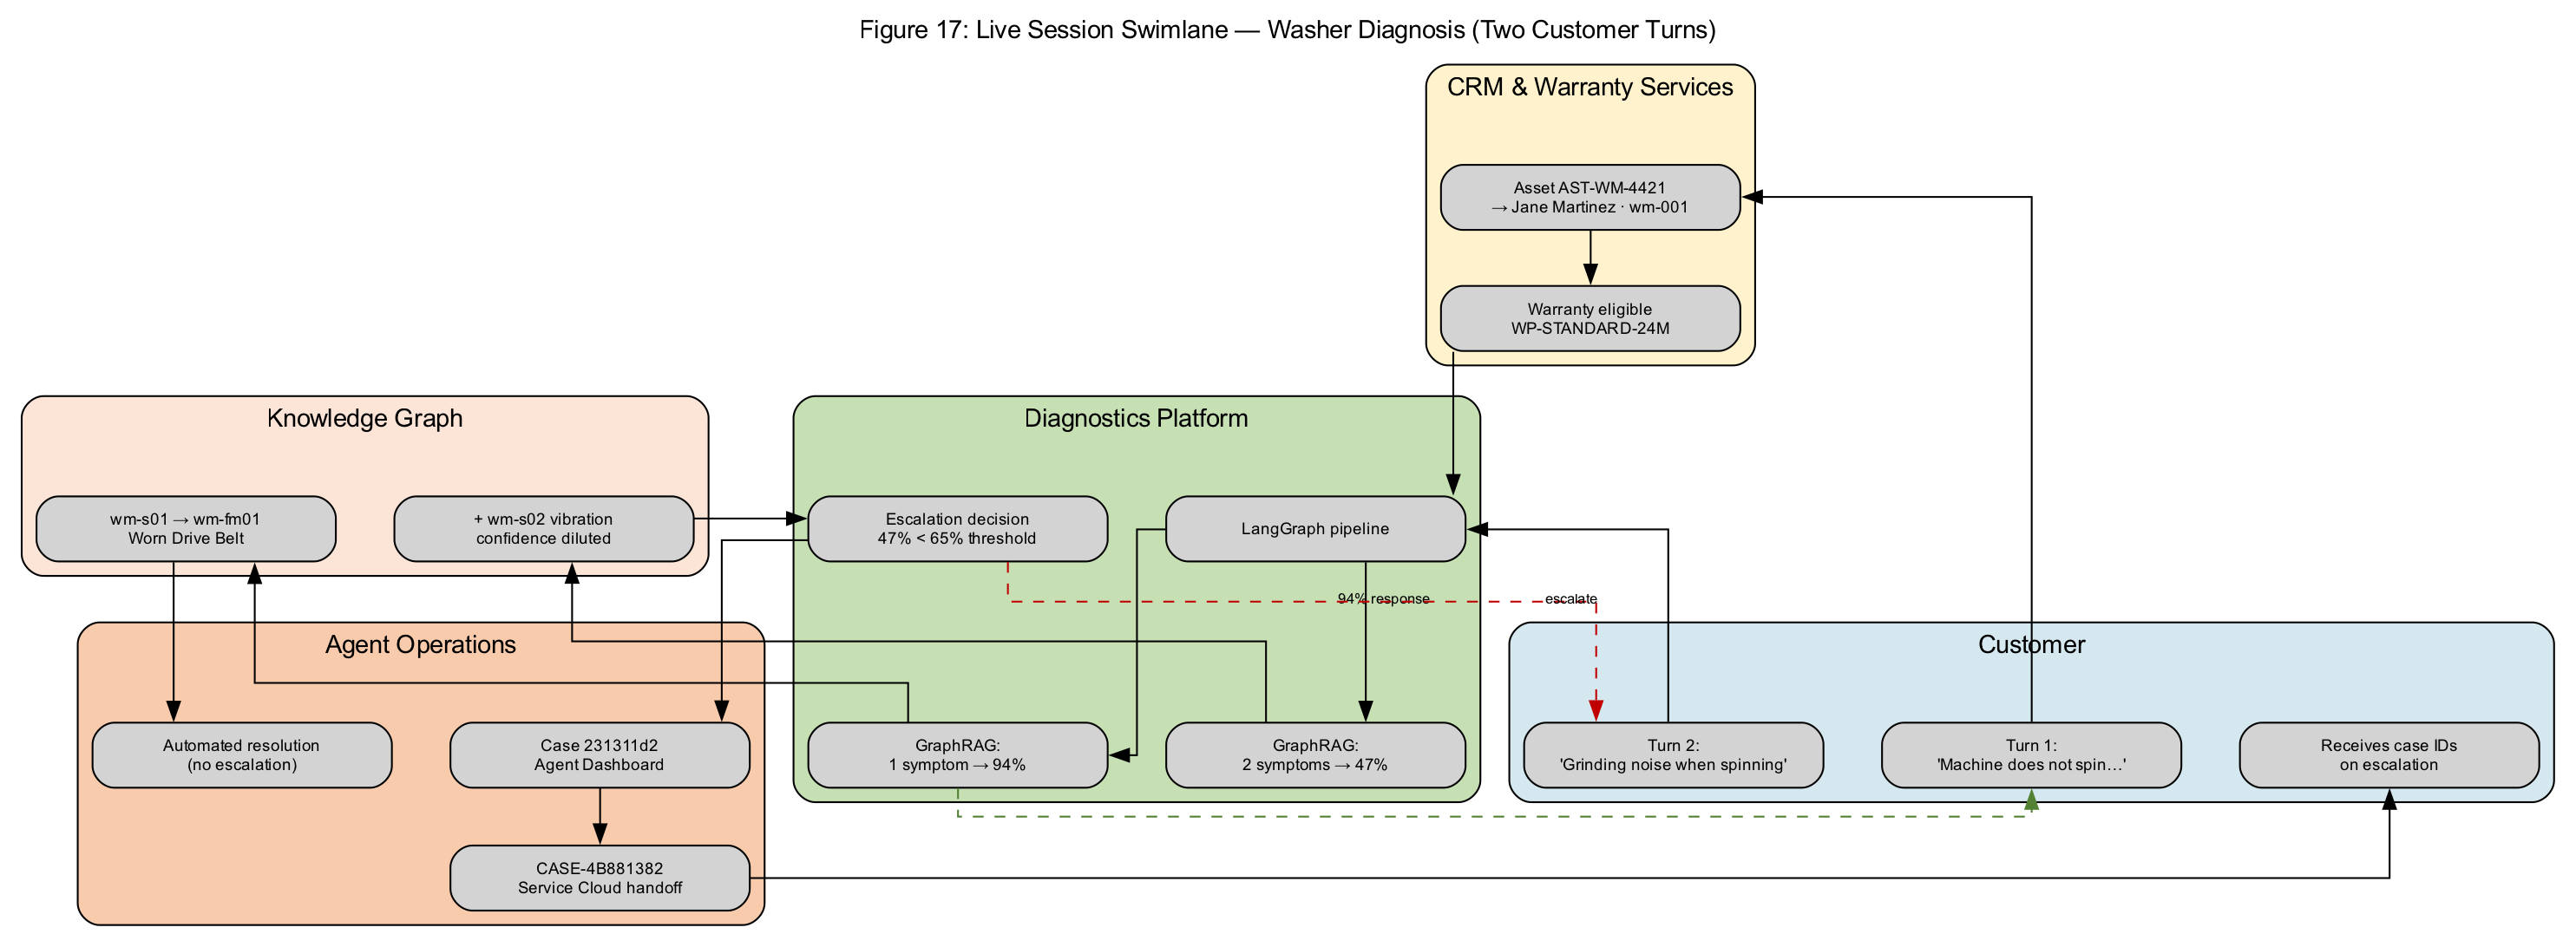 Figure 17: Live Session Swimlane — Washer Diagnosis (Two Customer Turns)
CRM & Warranty Services
Asset AST-WM-4421
→ Jane Martinez · wm-001
Warranty eligible
WP-STANDARD-24M
Knowledge Graph
wm-s01 → wm-fm01
Worn Drive Belt
+ wm-s02 vibration
confidence diluted
Diagnostics Platform
Escalation decision
47% < 65% threshold
LangGraph pipeline
94% response
escalate
GraphRAG:
1 symptom → 94%
GraphRAG:
2 symptoms → 47%
Agent Operations
Automated resolution
(no escalation)
Case 231311d2
Agent Dashboard
CASE-4B881382
Service Cloud handoff
Customer
Turn 2:
'Grinding noise when spinning'
Turn 1:
'Machine does not spin…'
Receives case IDs
on escalation